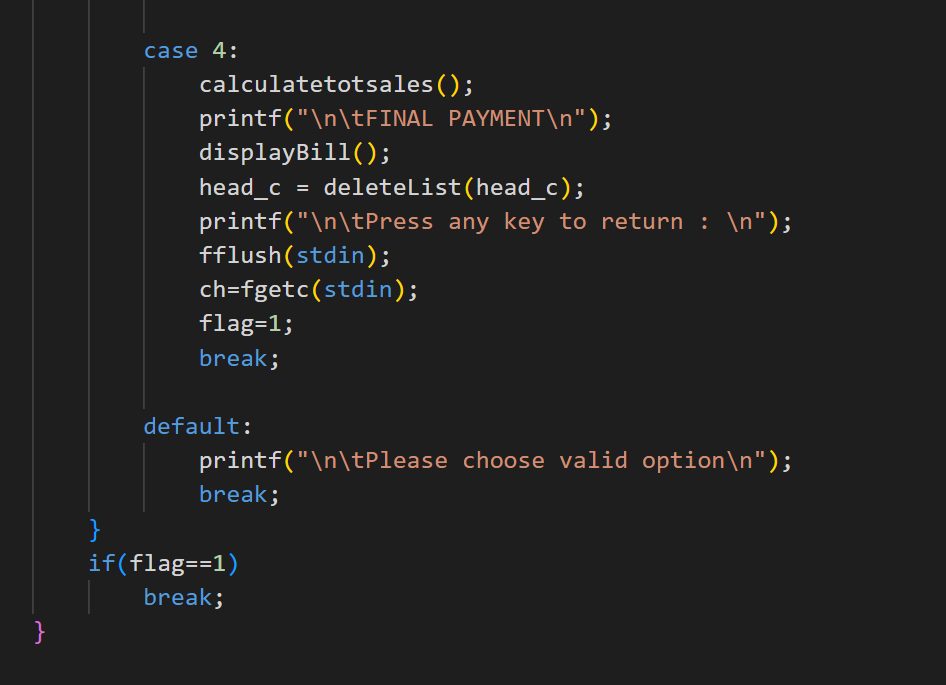 case 4:
calculatetotsales();
printf("\n\tFINAL PAYMENT\n");
displayBill();
head_c = deleteList(head_c);
printf("\n\tPress any key to return : \n");
fflush(stdin);
ch=fgetc(stdin);
flag=1;
break;
default:
printf("\n\tPlease choose valid option\n");
break;
}
if(flag==1)
break;
}